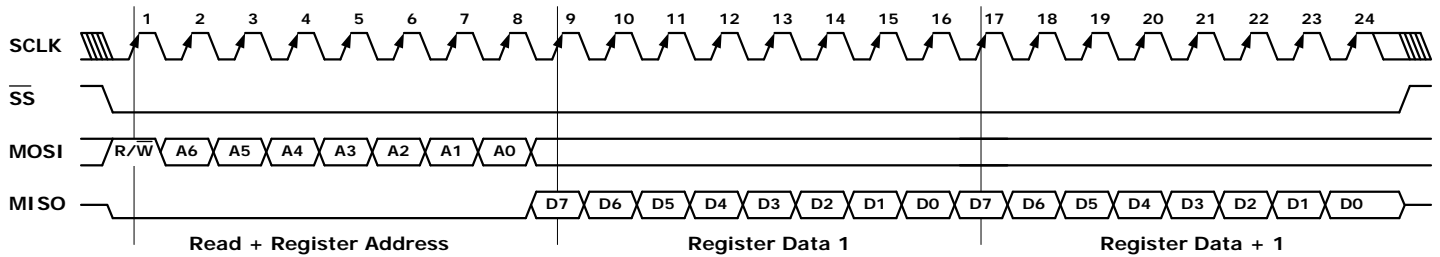 1 2 3 4 5 6 7 8 9 10 11 12 13 14 15 16 17 18 19 20 21 22 23 24
SCLK
SS
MOSI R/W A6 A5 A4 A3 A2 A1 A0
MISO D7 D6 D5 D4 D3 D2 D1 D0 D7 D6 D5 D4 D3 D2 D1 D0
Read + Register Address Register Data 1 Register Data + 1